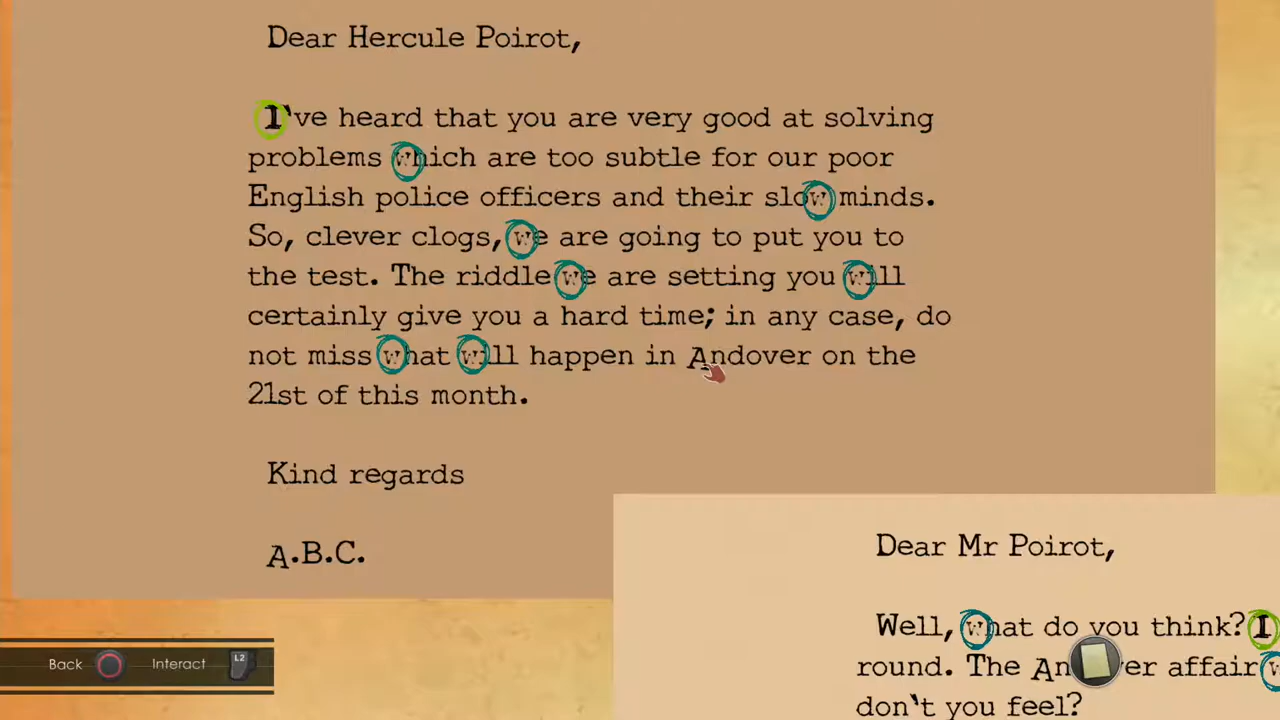 Dear Hercule Poirot,
I've heard that you are very good at solving
problems which are too subtle for our poor
English police officers and their slow minds.
So, clever clogs, we are going to put you to
the test. The riddle we are setting you will
certainly give you a hard time; in any case, do
not miss what will happen in Andover on the
21st of this month.
Kind regards
A.B.C.
Dear Mr Poirot,
Well, what do you think? I
round. The affair
don't you feel?
Back Interact L2